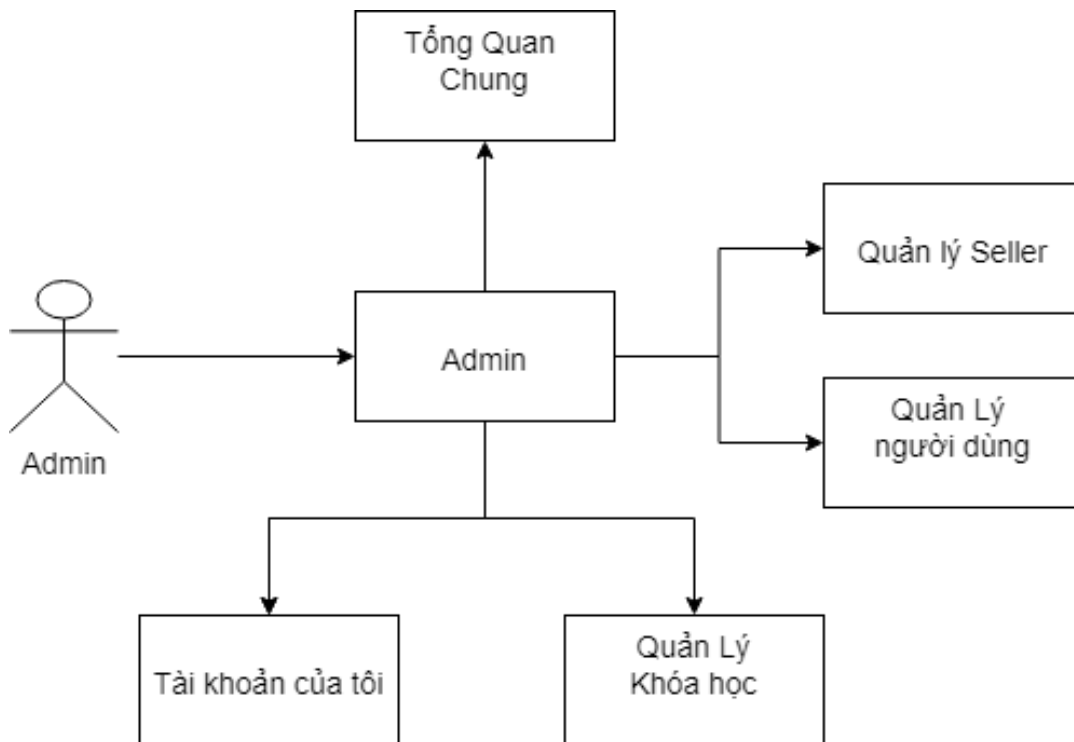 Tổng Quan
Chung
Quản lý Seller
Admin
Quản Lý
người dùng
Admin
Tài khoản của tôi
Quản Lý
Khóa học